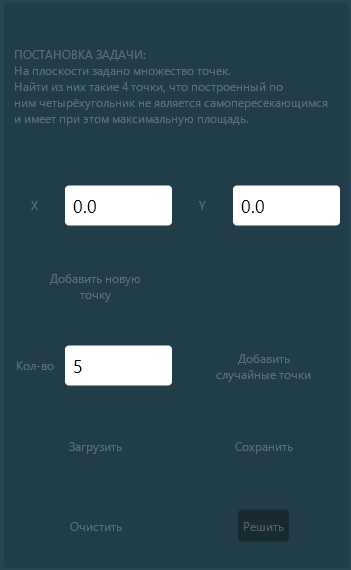 ПОСТАНОВКА ЗАДАЧИ:
На плоскости задано множество точек.
Найти из них такие 4 точки, что построенный по
ним четырёхугольник не является самопересекающимся
и имеет при этом максимальную площадь.
X 0.0 Y 0.0
Добавить новую
точку
Кол-во 5 Добавить
случайные точки
Загрузить Сохранить
Очистить Решить